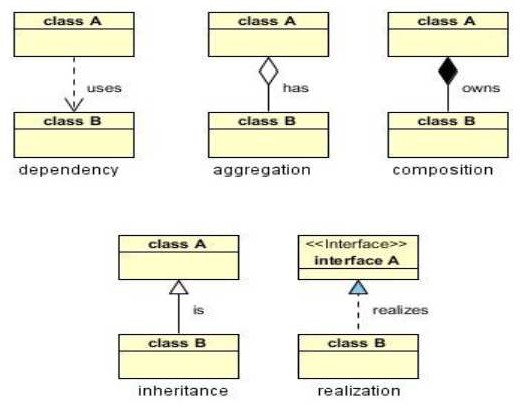 class A
class A
class A
uses
has
owns
class B
class B
class B
dependency
aggregation
composition
class A
<<Interface>>
interface A
is
realizes
class B
class B
inheritance
realization